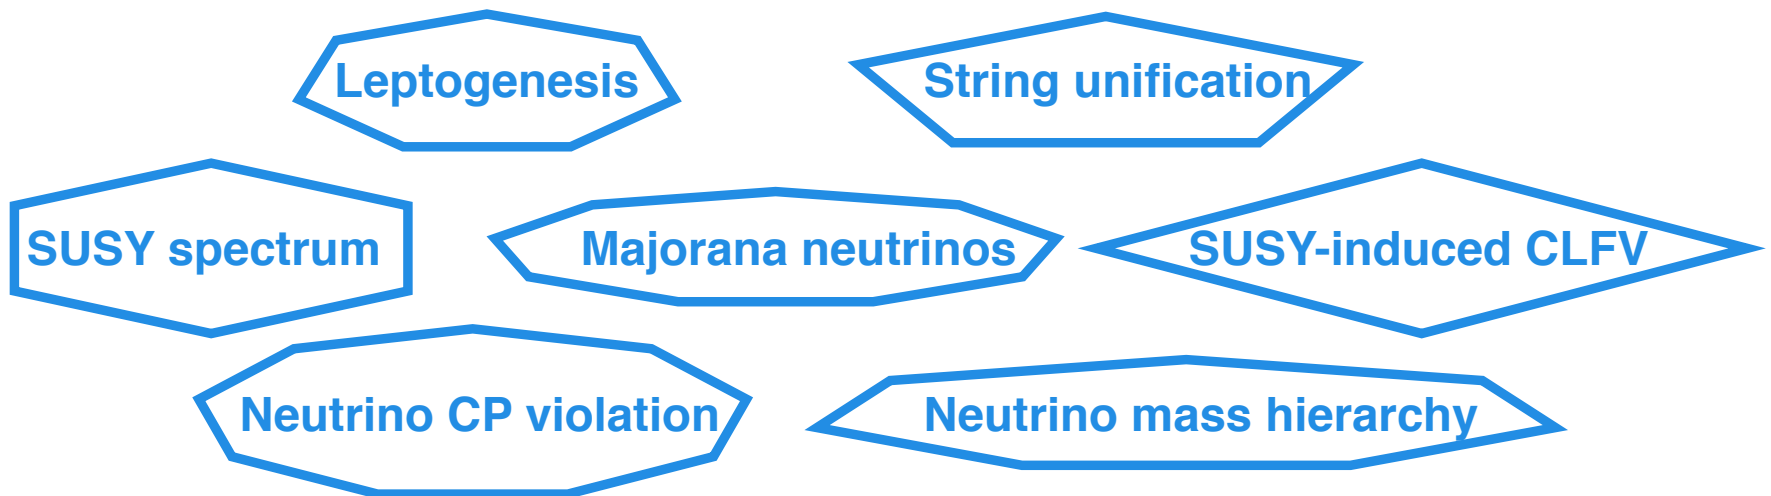 Leptogenesis
String unification
SUSY spectrum
Majorana neutrinos
SUSY-induced CLFV
Neutrino CP violation
Neutrino mass hierarchy